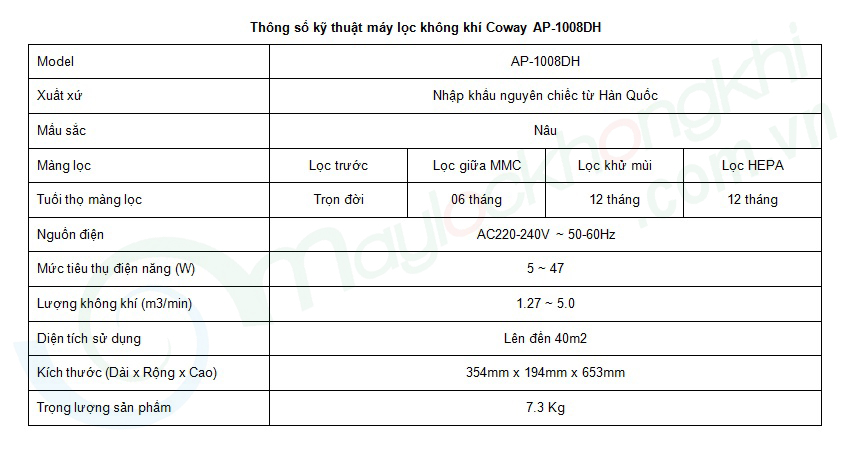 Thông số kỹ thuật máy lọc không khí Coway AP-1008DH
Model AP-1008DH
Xuất xứ Nhập khẩu nguyên chiếc từ Hàn Quốc
Mầu sắc Nâu
Màng lọc Lọc trước Lọc giữa MMC Lọc khử mùi Lọc HEPA
Tuổi thọ màng lọc Trọn đời 06 tháng 12 tháng 12 tháng
Nguồn điện AC220-240V ~ 50-60Hz
Mức tiêu thụ điện năng (W) 5 ~ 47
Lượng không khí (m3/min) 1.27 ~ 5.0
Diện tích sử dụng Lên đến 40m2
Kích thước (Dài x Rộng x Cao) 354mm x 194mm x 653mm
Trọng lượng sản phẩm 7.3 Kg
maylockhongkhi
.com.vn